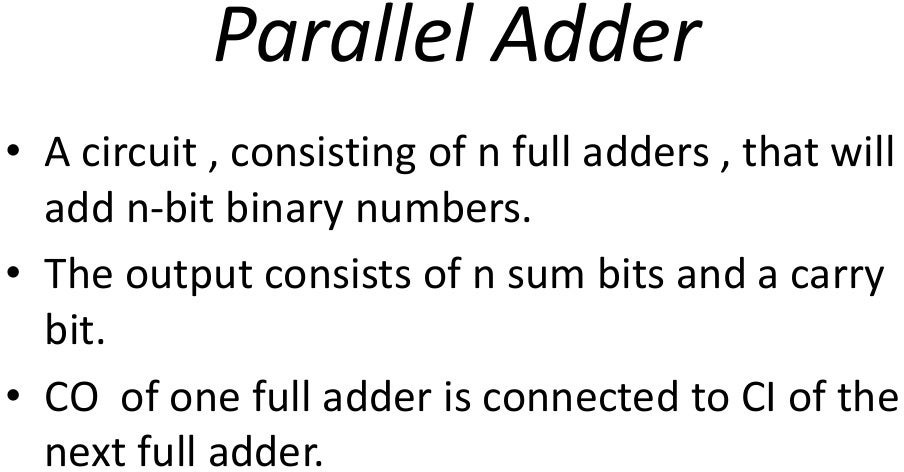 Parallel Adder
• A circuit , consisting of n full adders , that will
add n-bit binary numbers.
• The output consists of n sum bits and a carry
bit.
• CO  of one full adder is connected to CI of the
next full adder.